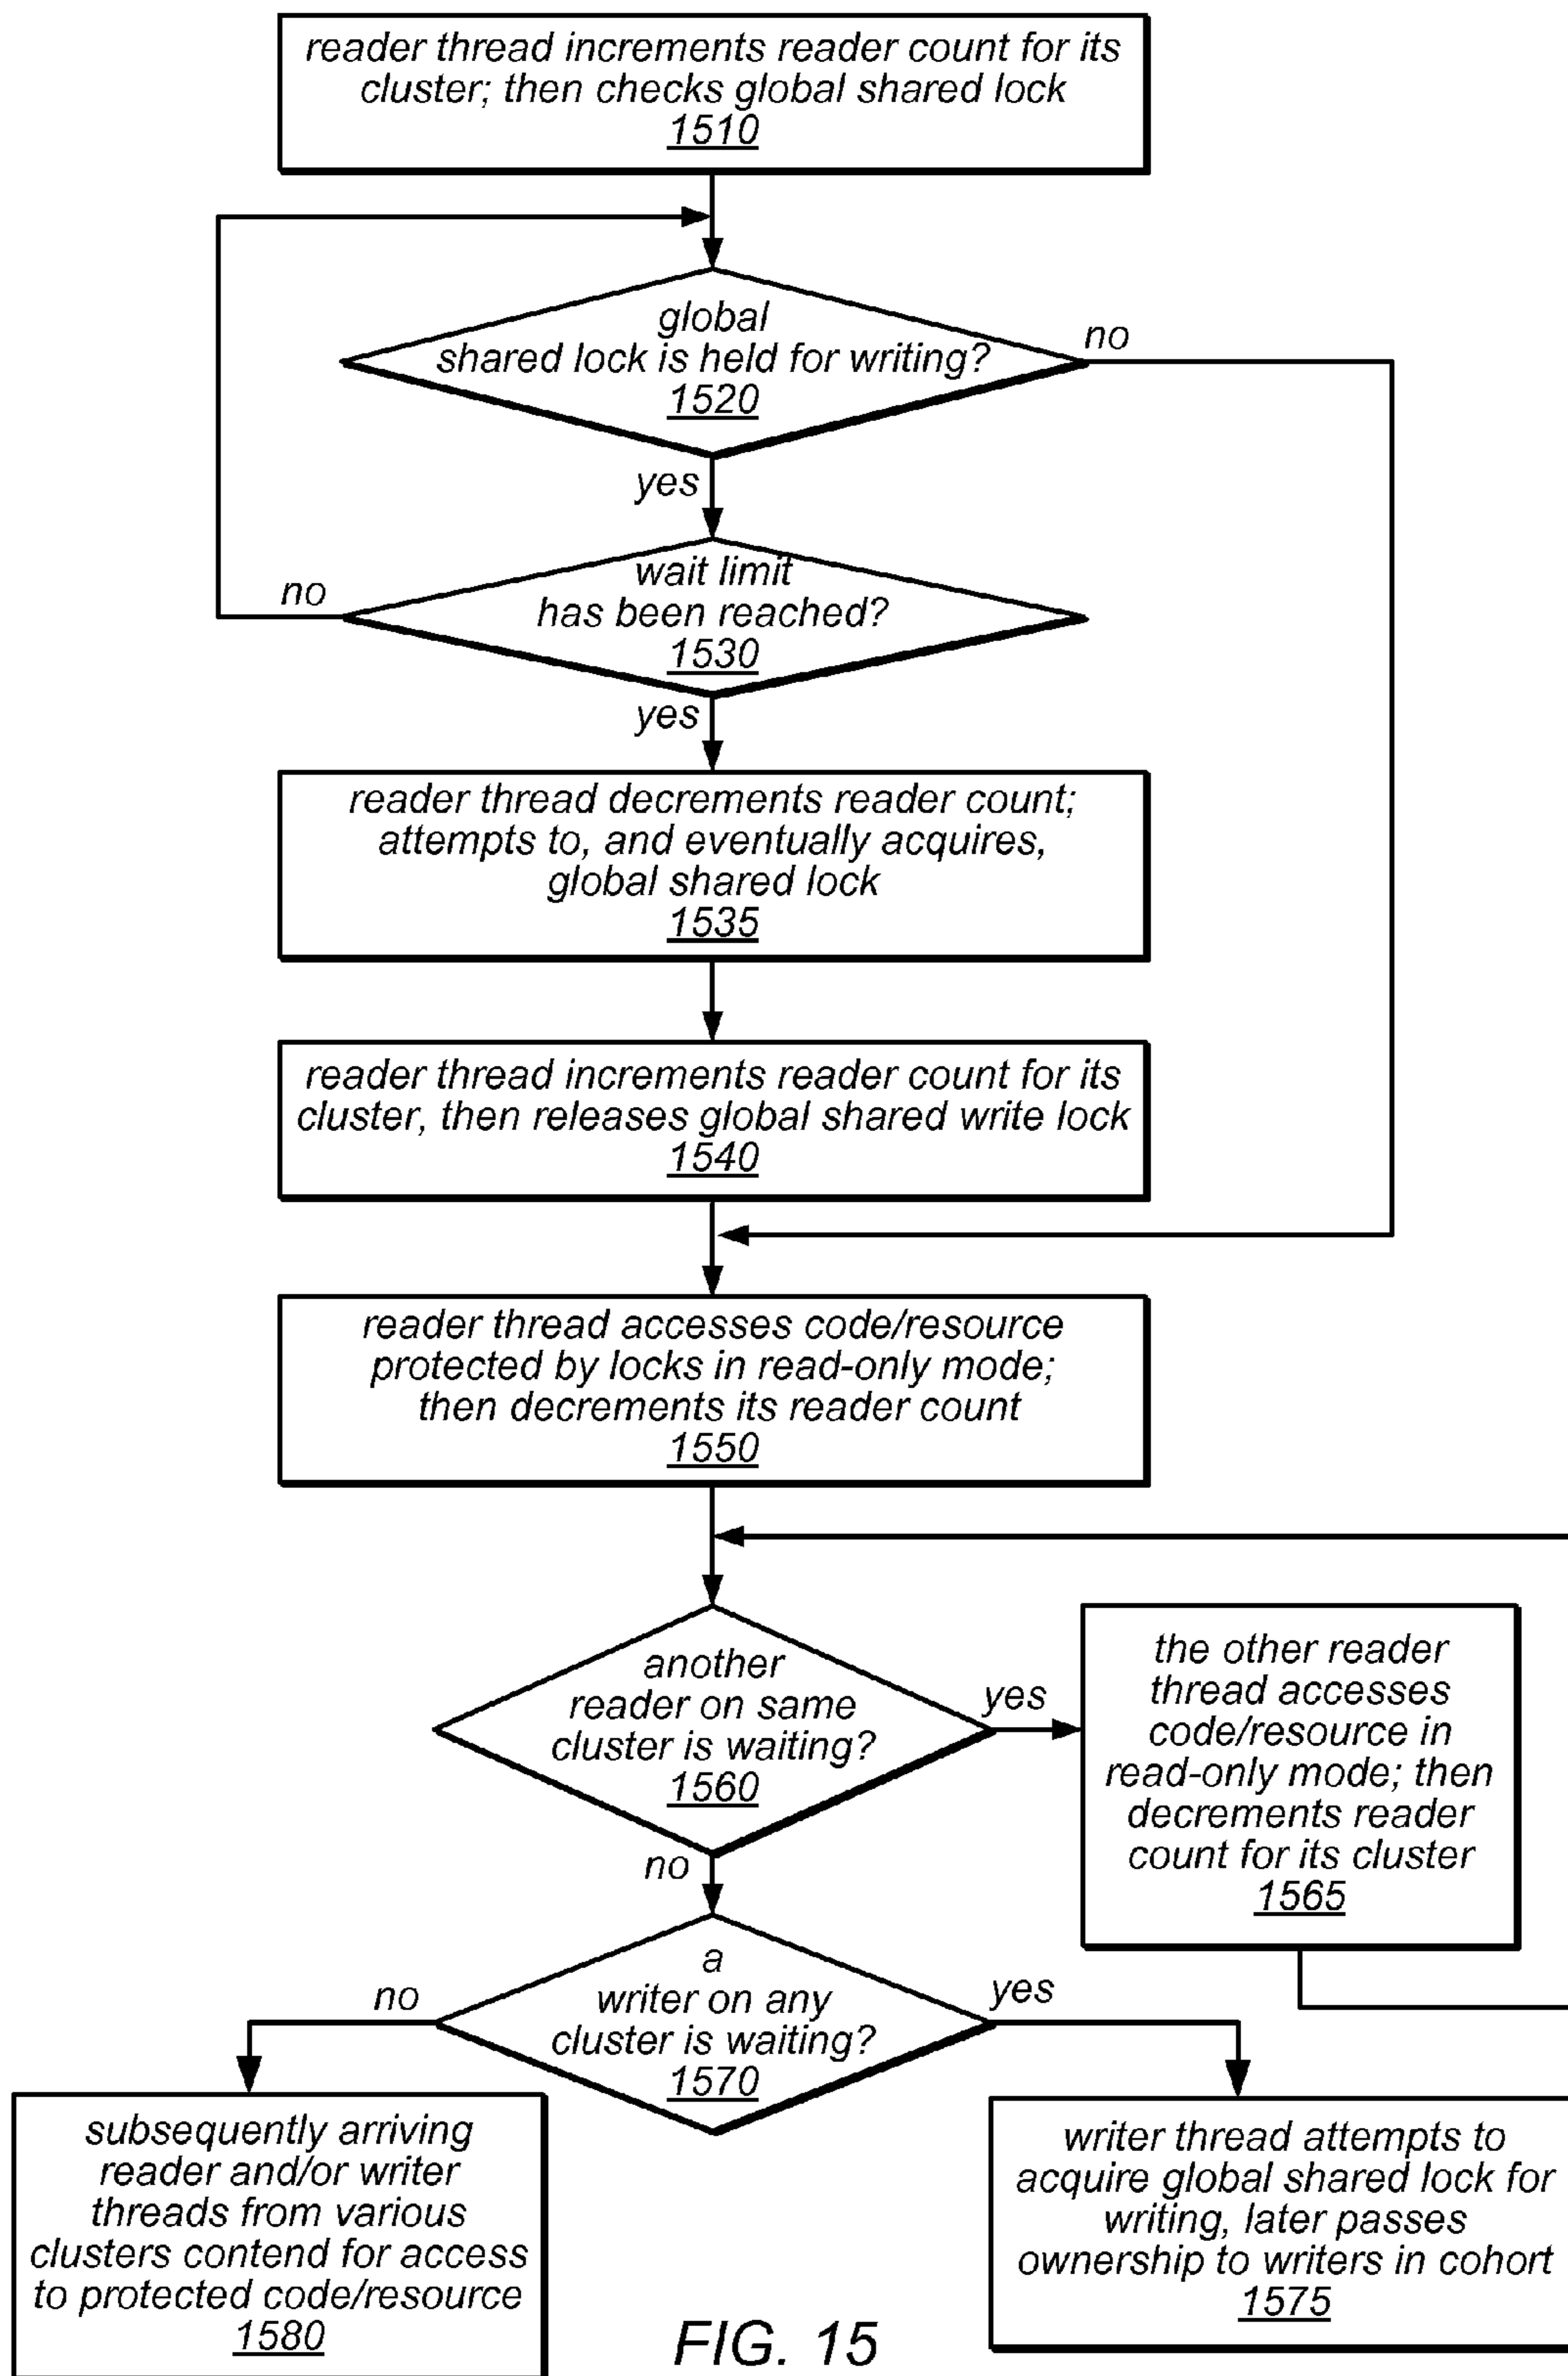 reader thread increments reader count for its
cluster; then checks global shared lock
1510
global
shared lock is held for writing?
1520
no
yes
wait limit
has been reached?
1530
no
yes
reader thread decrements reader count;
attempts to, and eventually acquires,
global shared lock
1535
reader thread increments reader count for its
cluster, then releases global shared write lock
1540
reader thread accesses code/resource
protected by locks in read-only mode;
then decrements its reader count
1550
another
reader on same
cluster is waiting?
1560
yes
no
the other reader
thread accesses
code/resource in
read-only mode; then
decrements reader
count for its cluster
1565
a
writer on any
cluster is waiting?
1570
no
yes
subsequently arriving
reader and/or writer
threads from various
clusters contend for access
to protected code/resource
1580
writer thread attempts to
acquire global shared lock for
writing, later passes
ownership to writers in cohort
1575
FIG. 15